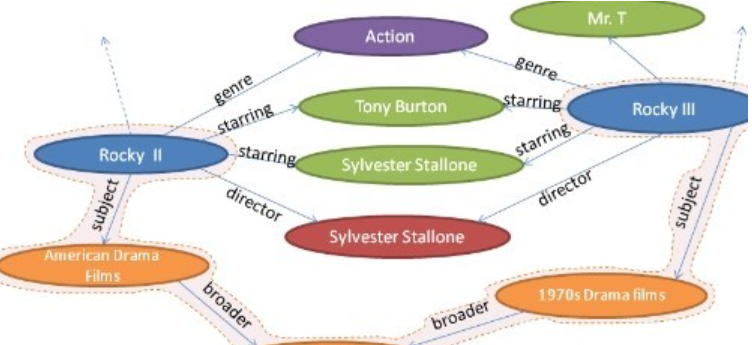 Mr. T
Action
genre
genre
starring
Tony Burton
starring
Rocky III
Rocky II
starring
Sylvester Stallone
starring
subject
director
Sylvester Stallone
director
subject
American Drama
Films
1970s Drama films
broader
broader